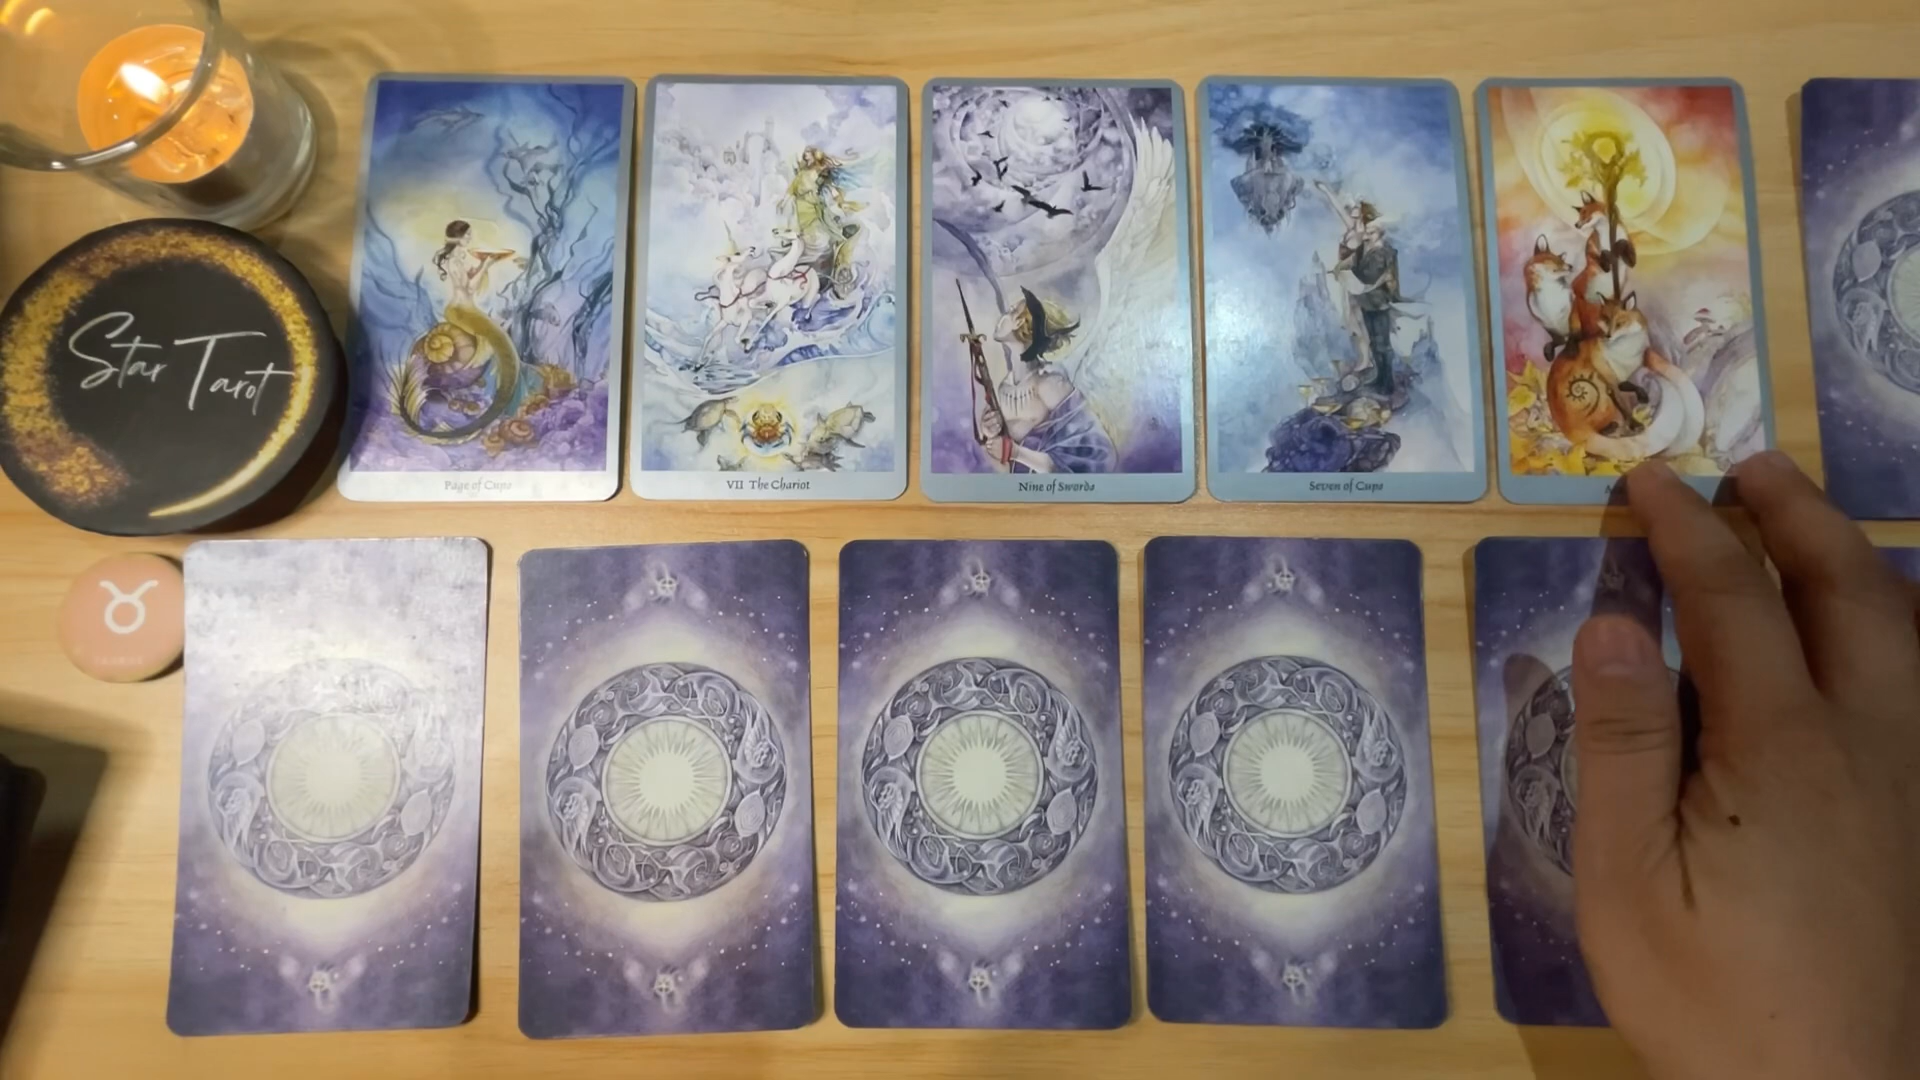 Star Tarot
Page of Cups
VII The Chariot
Nine of Swords
Seven of Cups